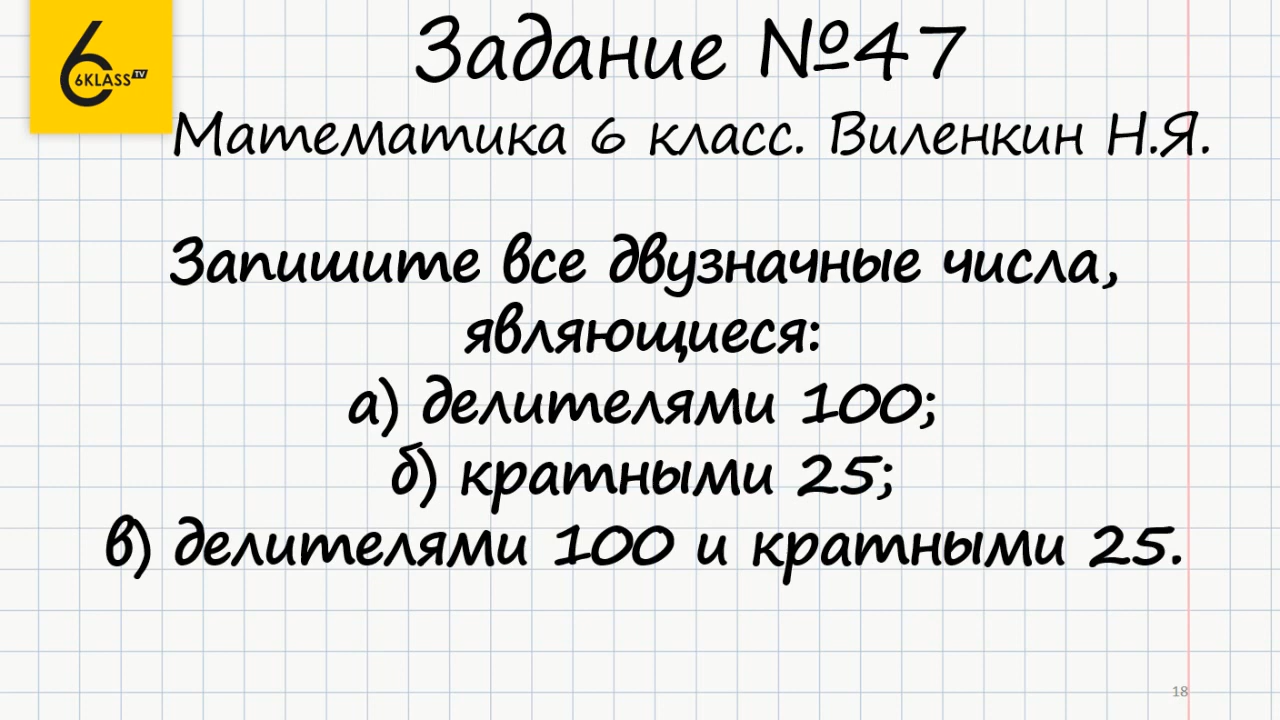 6
6KLASS TV
Задание №47
Математика 6 класс. Виленкин Н.Я.
Запишите все двузначные числа,
являющиеся:
а) делителями 100;
б) кратными 25;
в) делителями 100 и кратными 25.
18